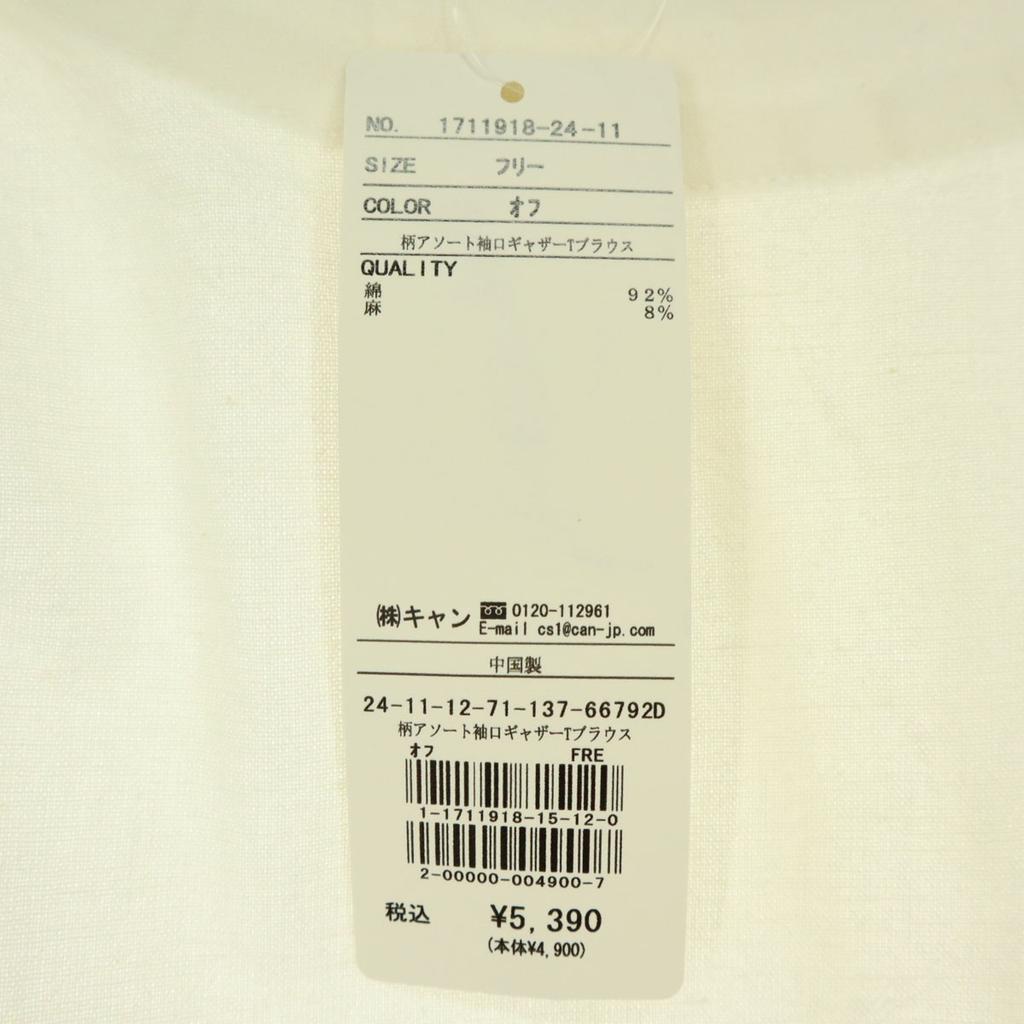 NO. 1711918-24-11
SIZE フリー
COLOR オフ
柄アソート袖口ギャザーTブラウス
QUALITY
綿 92%
麻 8%
㈱キャン 0120-112961
E-mail cs1@can-jp.com
中国製
24-11-12-71-137-66792D
柄アソート袖口ギャザーTブラウス
オフ FRE
1-1711918-15-12-0
2-00000-004900-7
税込 ¥5,390
(本体¥4,900)